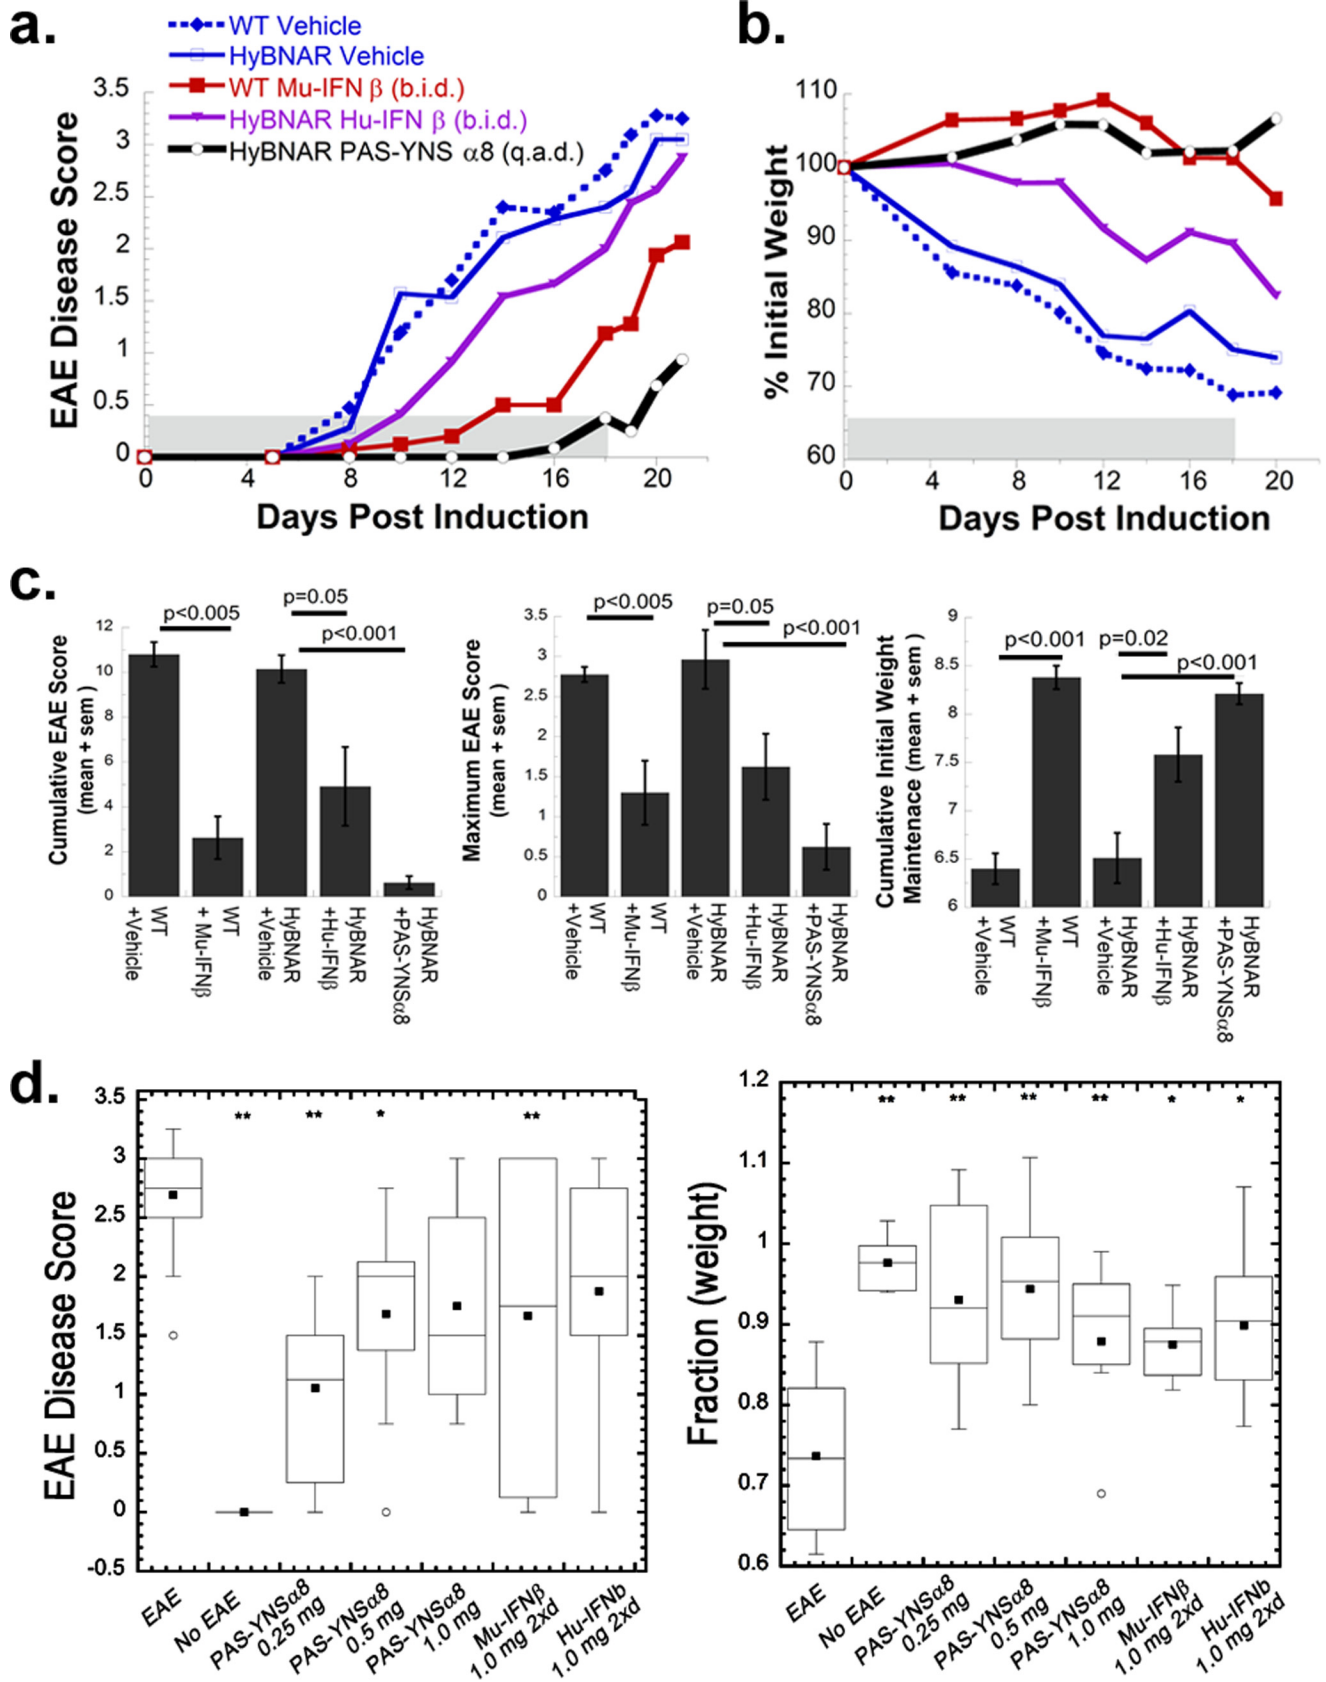 a.
WT Vehicle
HyBNAR Vehicle
WT Mu-IFN β (b.i.d.)
HyBNAR Hu-IFN β (b.i.d.)
HyBNAR PAS-YNS α8 (q.a.d.)
EAE Disease Score
3.5
3
2.5
2
1.5
1
0.5
0
0 4 8 12 16 20
Days Post Induction
b.
% Initial Weight
110
100
90
80
70
60
0 4 8 12 16 20
Days Post Induction
c.
Cumulative EAE Score
(mean + sem )
12
10
8
6
4
2
0
p<0.005
p=0.05
p<0.001
WT
+Vehicle
WT
+ Mu-IFNβ
HyBNAR
+Vehicle
HyBNAR
+Hu-IFNβ
HyBNAR
+PAS-YNSα8
Maximum EAE Score
(mean + sem )
3.5
3
2.5
2
1.5
1
0.5
0
p<0.005
p=0.05
p<0.001
WT
+Vehicle
WT
+Mu-IFNβ
HyBNAR
+Vehicle
HyBNAR
+Hu-IFNβ
HyBNAR
+PAS-YNSα8
Cumulative Initial Weight
Maintenace (mean + sem )
9
8.5
8
7.5
7
6.5
6
p<0.001
p=0.02
p<0.001
WT
+Vehicle
WT
+Mu-IFNβ
HyBNAR
+Vehicle
HyBNAR
+Hu-IFNβ
HyBNAR
+PAS-YNSα8
d.
EAE Disease Score
3.5
3
2.5
2
1.5
1
0.5
0
-0.5
** ** * **
EAE
No EAE
PAS-YNSα8
0.25 mg
PAS-YNSα8
0.5 mg
PAS-YNSα8
1.0 mg
Mu-IFNβ
1.0 mg 2xd
Hu-IFNb
1.0 mg 2xd
Fraction (weight)
1.2
1.1
1
0.9
0.8
0.7
0.6
** ** ** ** * *
EAE
No EAE
PAS-YNSα8
0.25 mg
PAS-YNSα8
0.5 mg
PAS-YNSα8
1.0 mg
Mu-IFNβ
1.0 mg 2xd
Hu-IFNb
1.0 mg 2xd